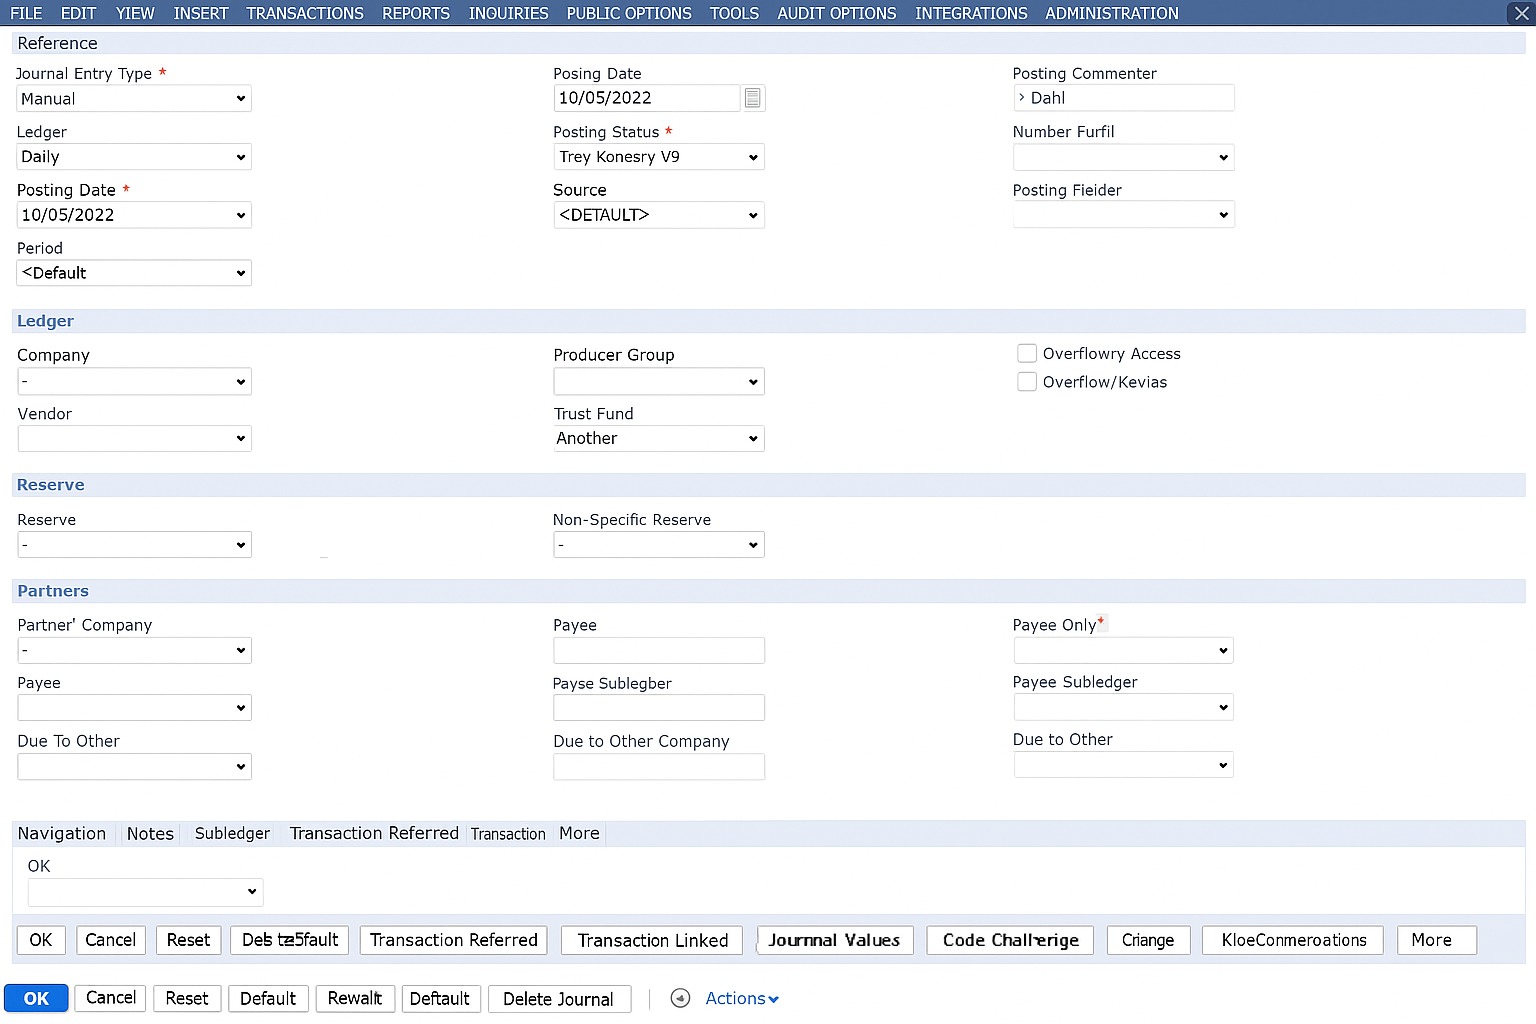 FILE EDIT YIEW INSERT TRANSACTIONS REPORTS INQUIRIES PUBLIC OPTIONS TOOLS AUDIT OPTIONS INTEGRATIONS ADMINISTRATION
Reference
Journal Entry Type * Posing Date Posting Commenter
Manual 10/05/2022 > Dahl
Ledger Posting Status * Number Furfil
Daily Trey Konesry V9
Posting Date * Source Posting Fieider
10/05/2022 <DETAULT>
Period
<Default
Ledger
Company Producer Group Overflowry Access
- Overflow/Kevias
Vendor Trust Fund
Another
Reserve
Reserve Non-Specific Reserve
- -
Partners
Partner' Company Payee Payee Only*
-
Payee Payse Sublegber Payee Subledger
Due To Other Due to Other Company Due to Other
Navigation Notes Subledger Transaction Referred Transaction More
OK
OK Cancel Reset Transaction Referred Transaction Linked Journnal Values Code Challerige Criange KloeConmeroations More
OK Cancel Reset Default Rewalit Deftault Delete Journal Actions